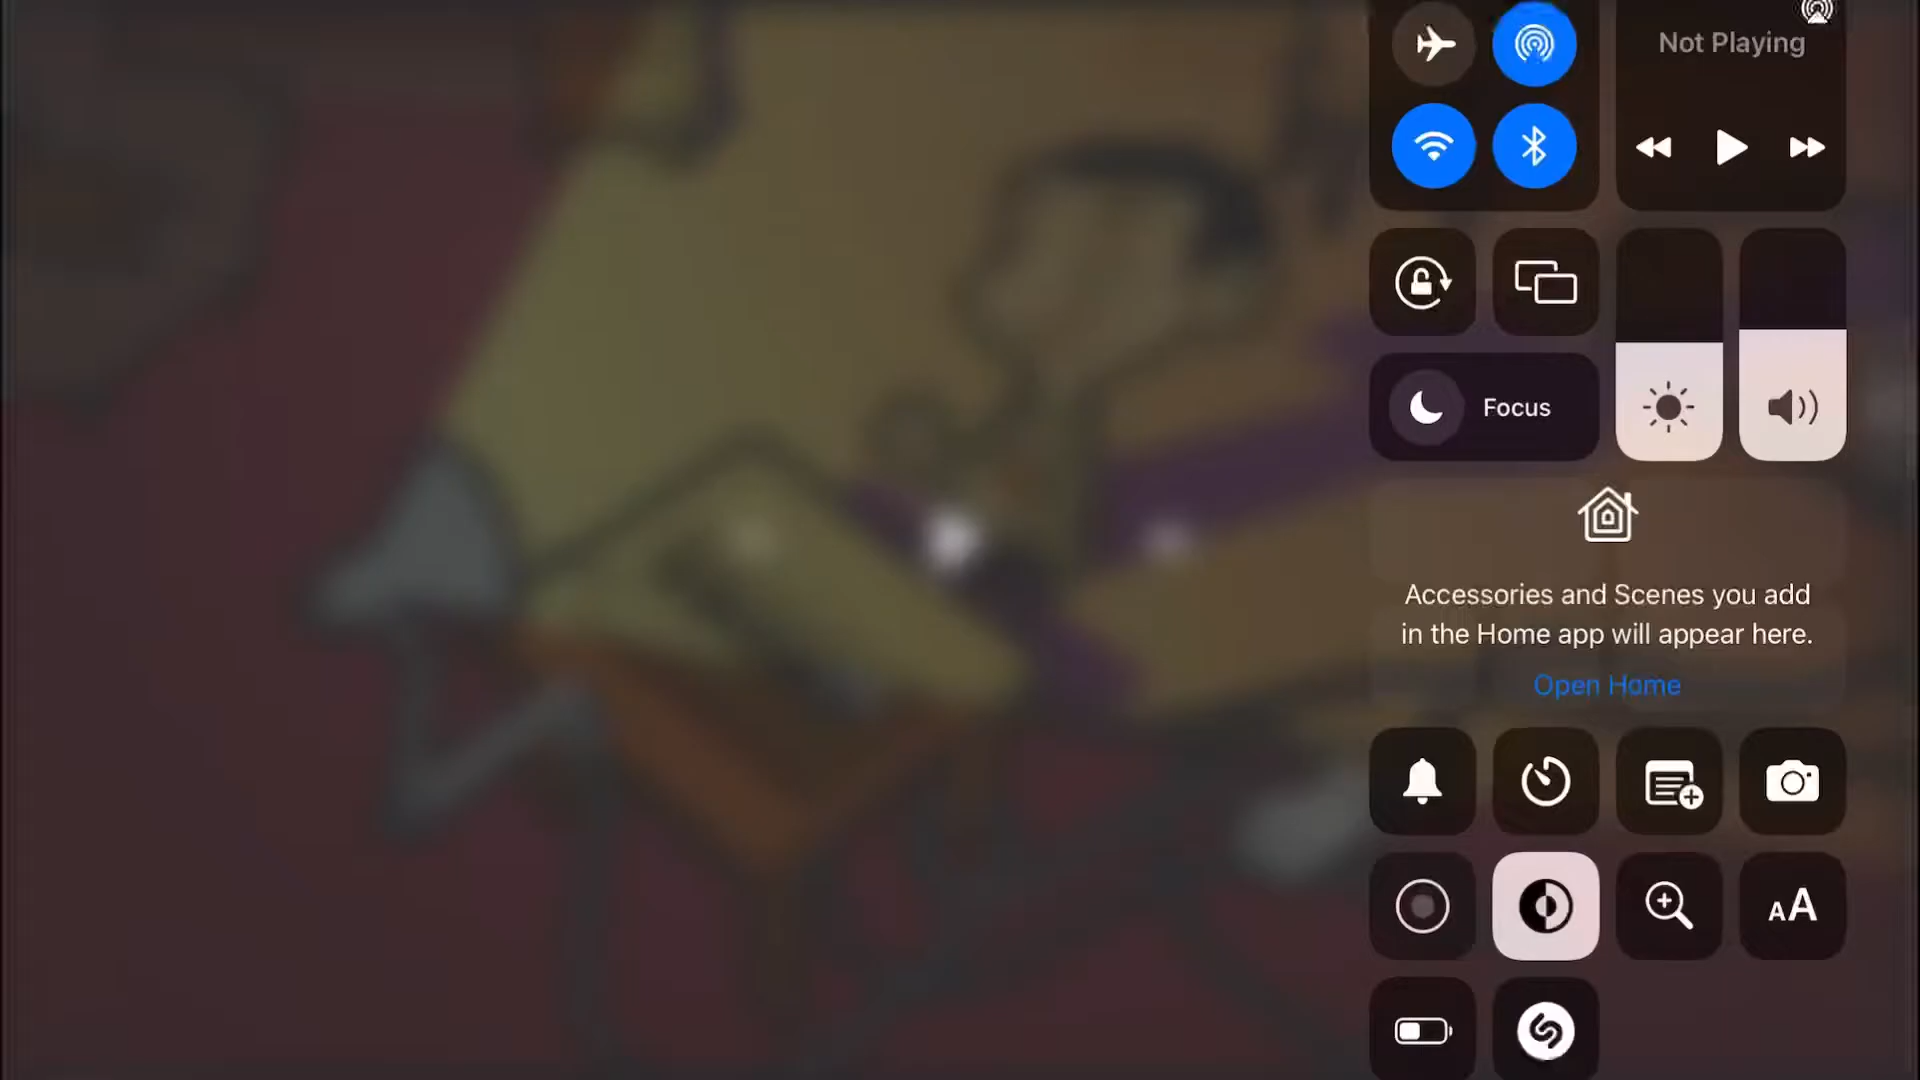 Not Playing
Focus
Accessories and Scenes you add
in the Home app will appear here.
Open Home
AA